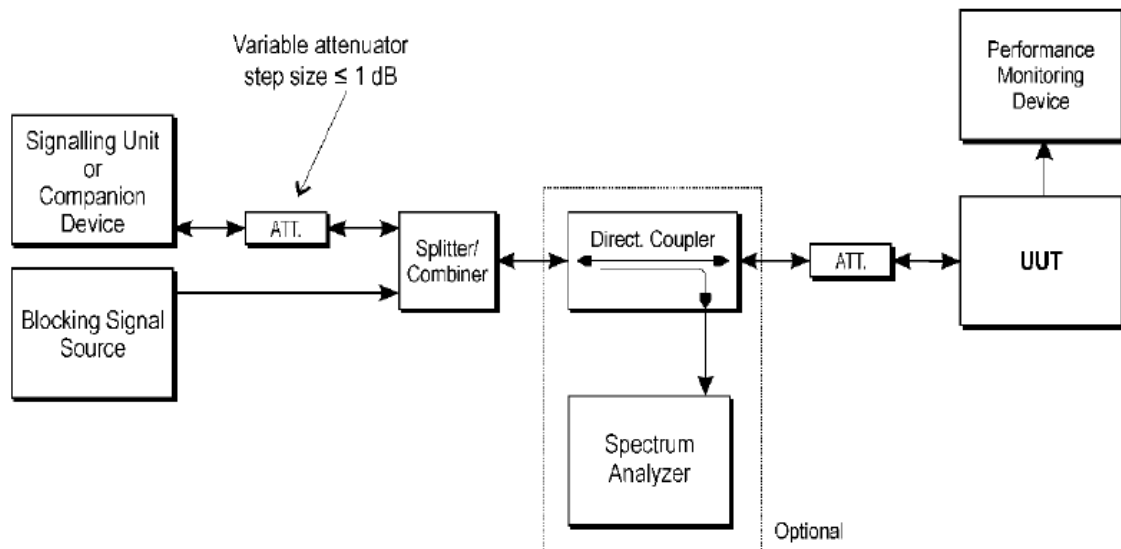 Variable attenuator
step size ≤ 1 dB
Performance
Monitoring
Device
Signalling Unit
or
Companion
Device
ATT.
Splitter/
Combiner
Direct. Coupler
ATT.
UUT
Blocking Signal
Source
Spectrum
Analyzer
Optional